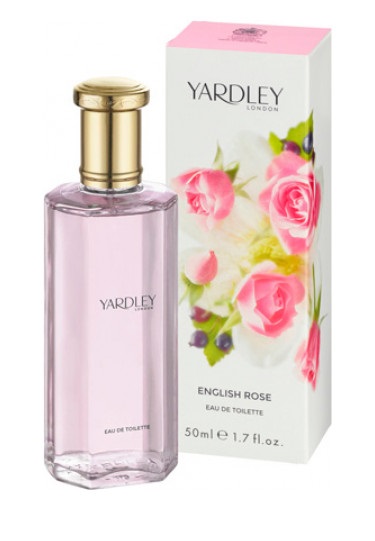 YARDLEY
LONDON
ENGLISH ROSE
EAU DE TOILETTE
50ml ℮ 1.7 fl.oz.
YARDLEY
LONDON
EAU DE TOILETTE